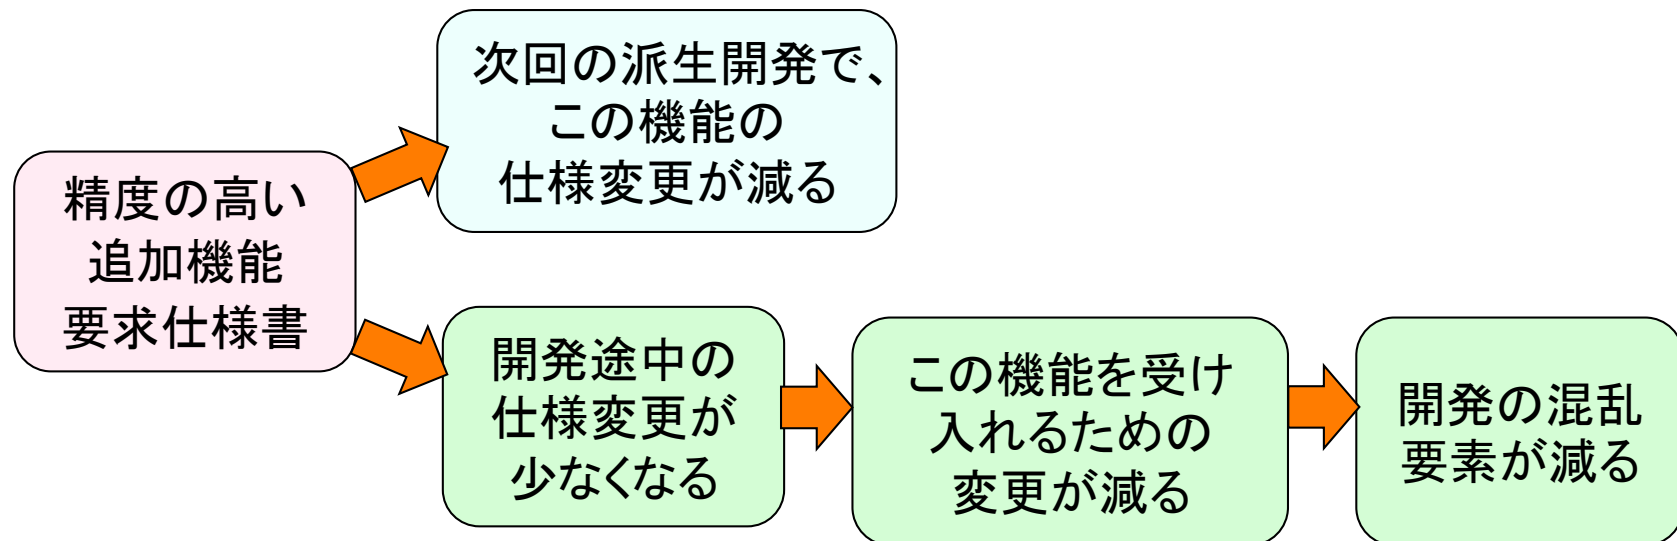 精度の高い
追加機能
要求仕様書
次回の派生開発で、
この機能の
仕様変更が減る
開発途中の
仕様変更が
少なくなる
この機能を受け
入れるための
変更が減る
開発の混乱
要素が減る